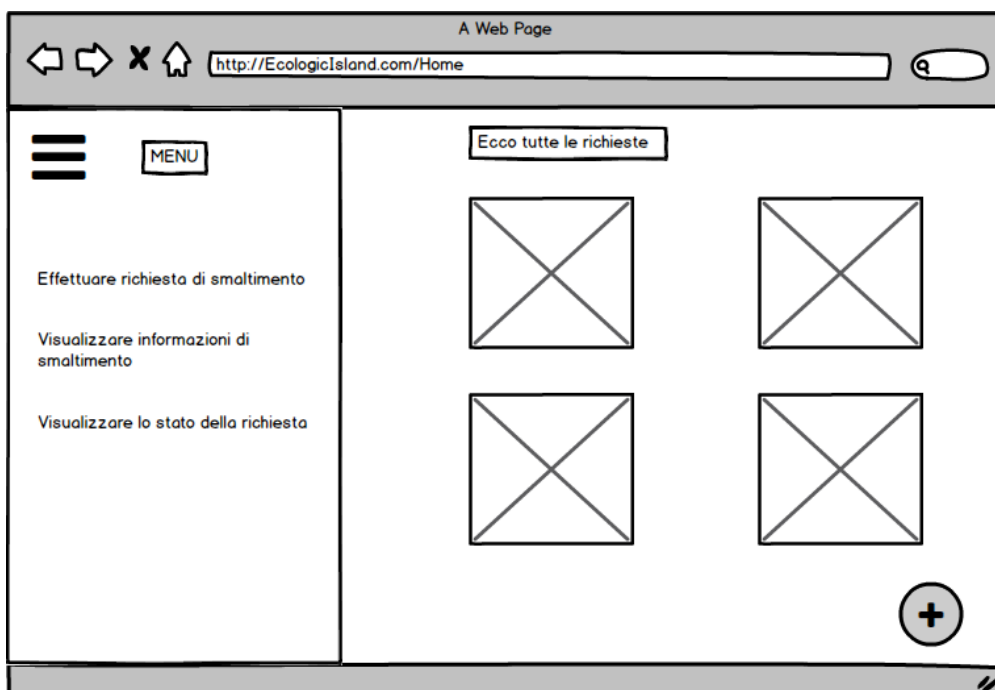 A Web Page
http://EcologicIsland.com/Home
MENU
Ecco tutte le richieste
Effettuare richiesta di smaltimento
Visualizzare informazioni di
smaltimento
Visualizzare lo stato della richiesta